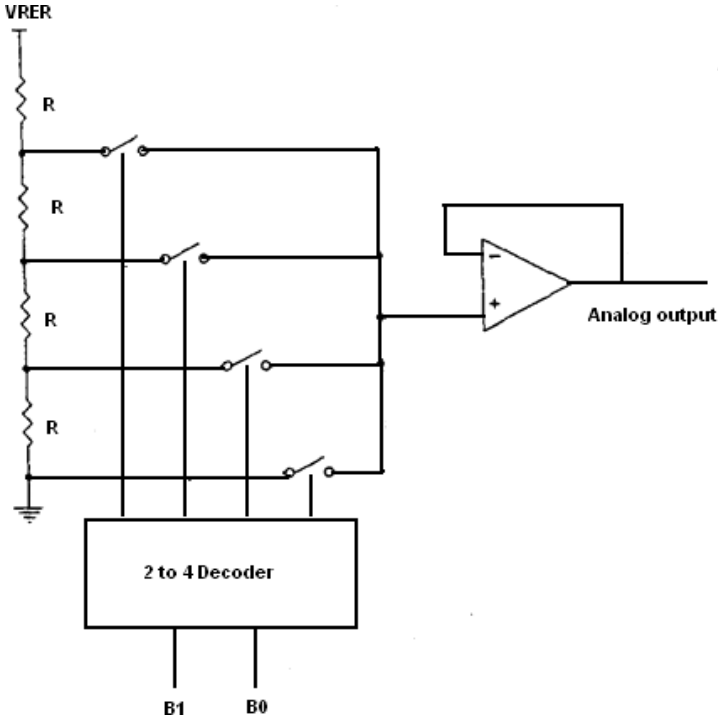 VRER
R
R
-
+
Analog output
R
R
2 to 4 Decoder
B1 B0